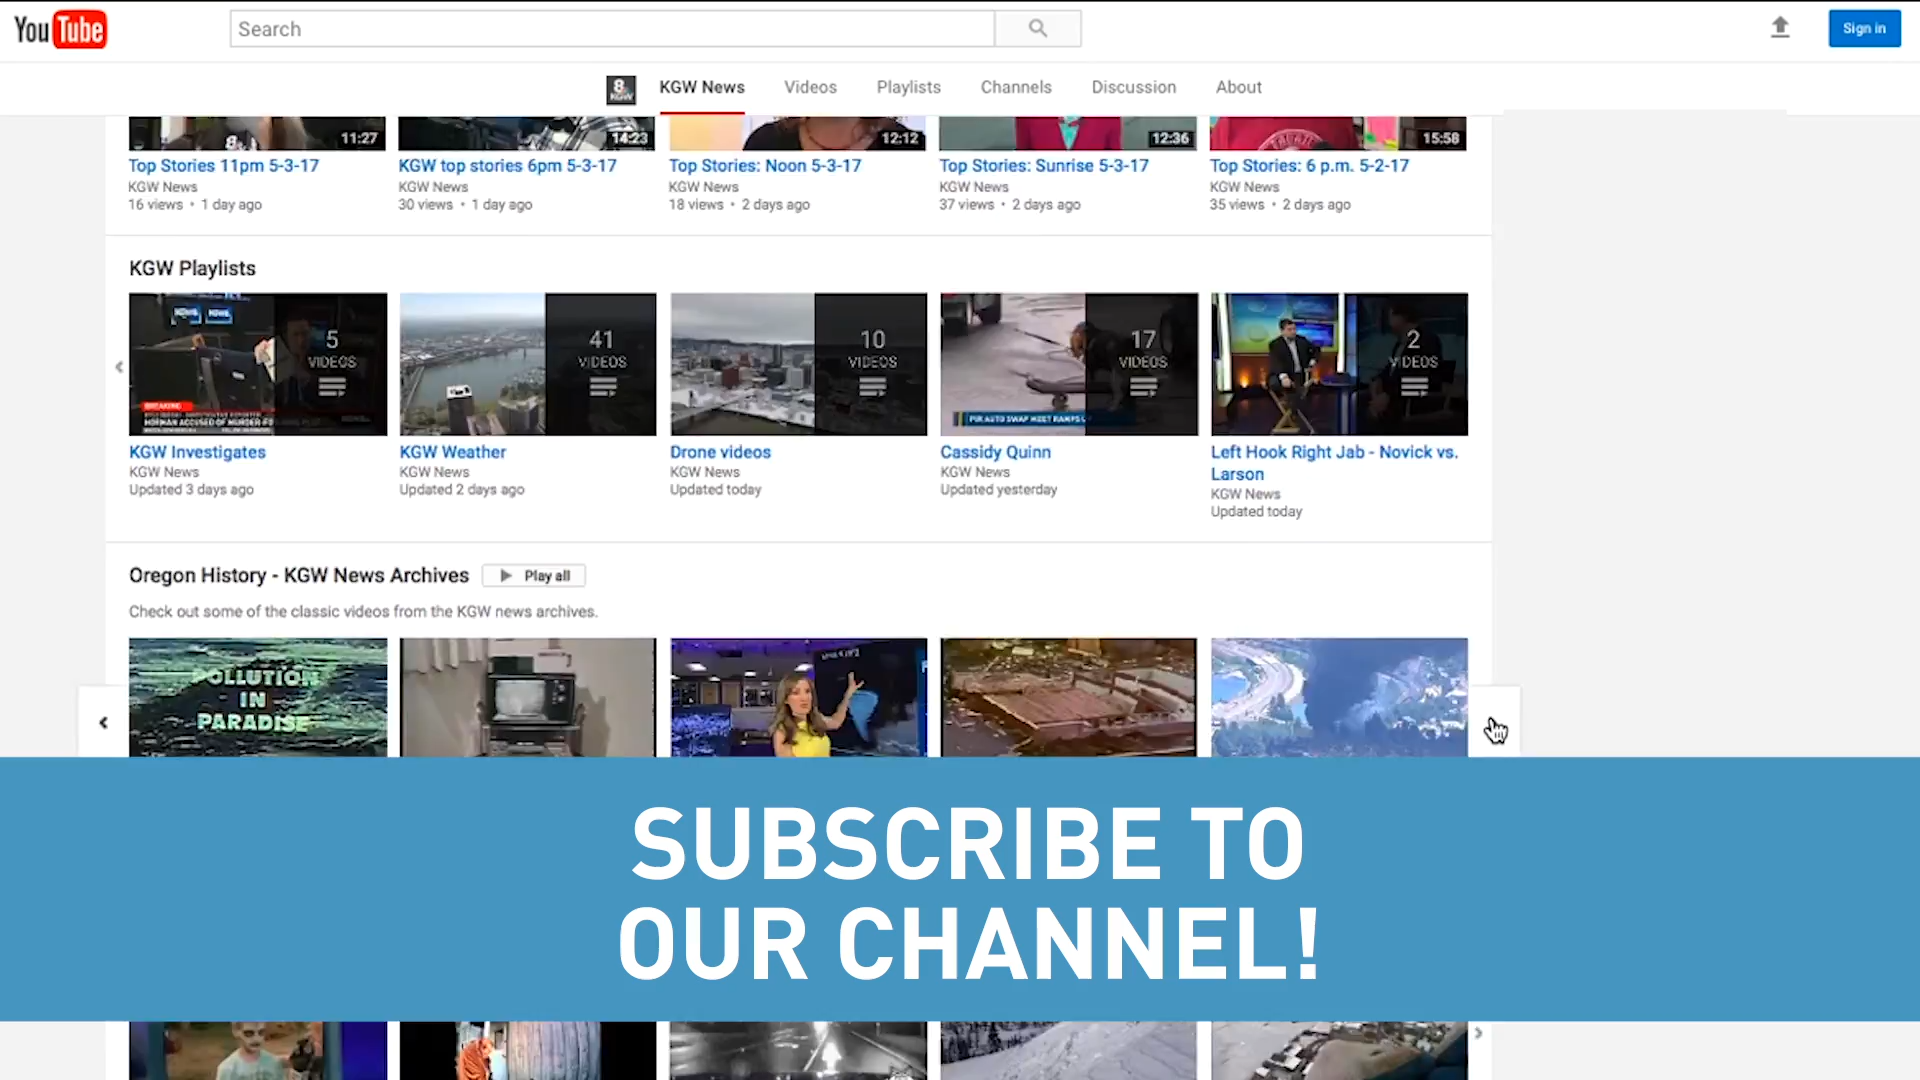 YouTube
Search
Sign in
8
KGW
KGW News Videos Playlists Channels Discussion About
11:27 14:23 12:12 12:36 15:58
Top Stories 11pm 5-3-17
KGW News
16 views • 1 day ago
KGW top stories 6pm 5-3-17
KGW News
30 views • 1 day ago
Top Stories: Noon 5-3-17
KGW News
18 views • 2 days ago
Top Stories: Sunrise 5-3-17
KGW News
37 views • 2 days ago
Top Stories: 6 p.m. 5-2-17
KGW News
35 views • 2 days ago
KGW Playlists
5
VIDEOS
BREAKING
KGW Investigates
KGW News
Updated 3 days ago
41
VIDEOS
KGW Weather
KGW News
Updated 2 days ago
10
VIDEOS
Drone videos
KGW News
Updated today
17
VIDEOS
PIR AUTO SWAP MEET RAMPS
Cassidy Quinn
KGW News
Updated yesterday
2
VIDEOS
Left Hook Right Jab - Novick vs.
Larson
KGW News
Updated today
Oregon History - KGW News Archives
Play all
Check out some of the classic videos from the KGW news archives.
POLLUTION
IN
PARADISE
SUBSCRIBE TO
OUR CHANNEL!